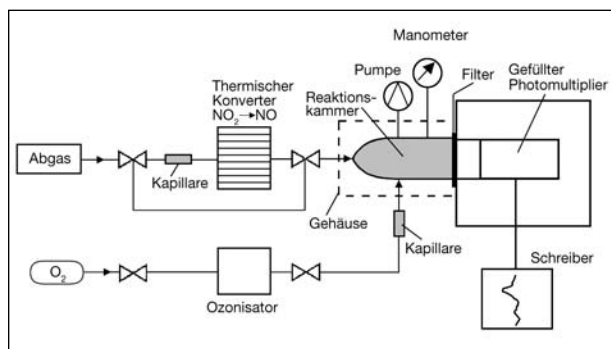 Manometer
Pumpe
Filter
Gefüllter
Photomultiplier
Thermischer
Konverter
NO₂→NO
Reaktions-
kammer
Abgas
Kapillare
Gehäuse
Kapillare
O₂
Ozonisator
Schreiber